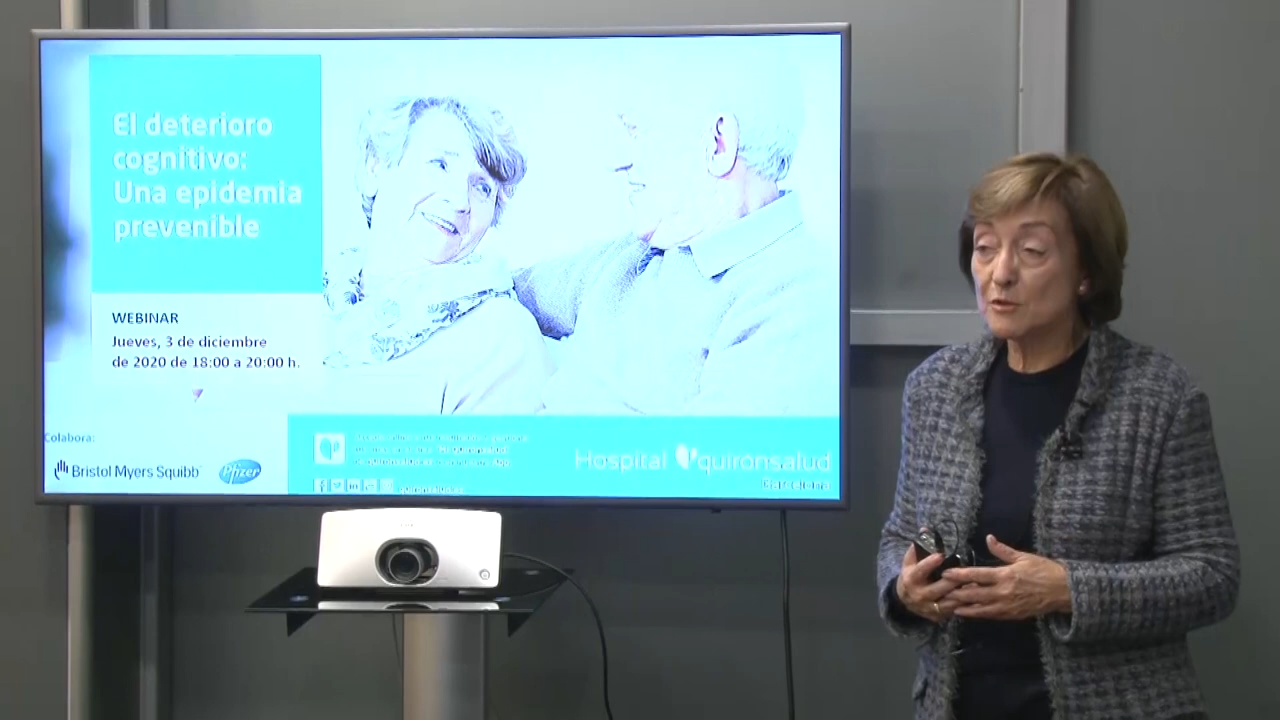 El deterioro
cognitivo:
Una epidemia
prevenible
WEBINAR
Jueves, 3 de diciembre
de 2020 de 18:00 a 20:00 h.
Colabora:
Bristol Myers Squibb
Pfizer
Hospital quironsalud